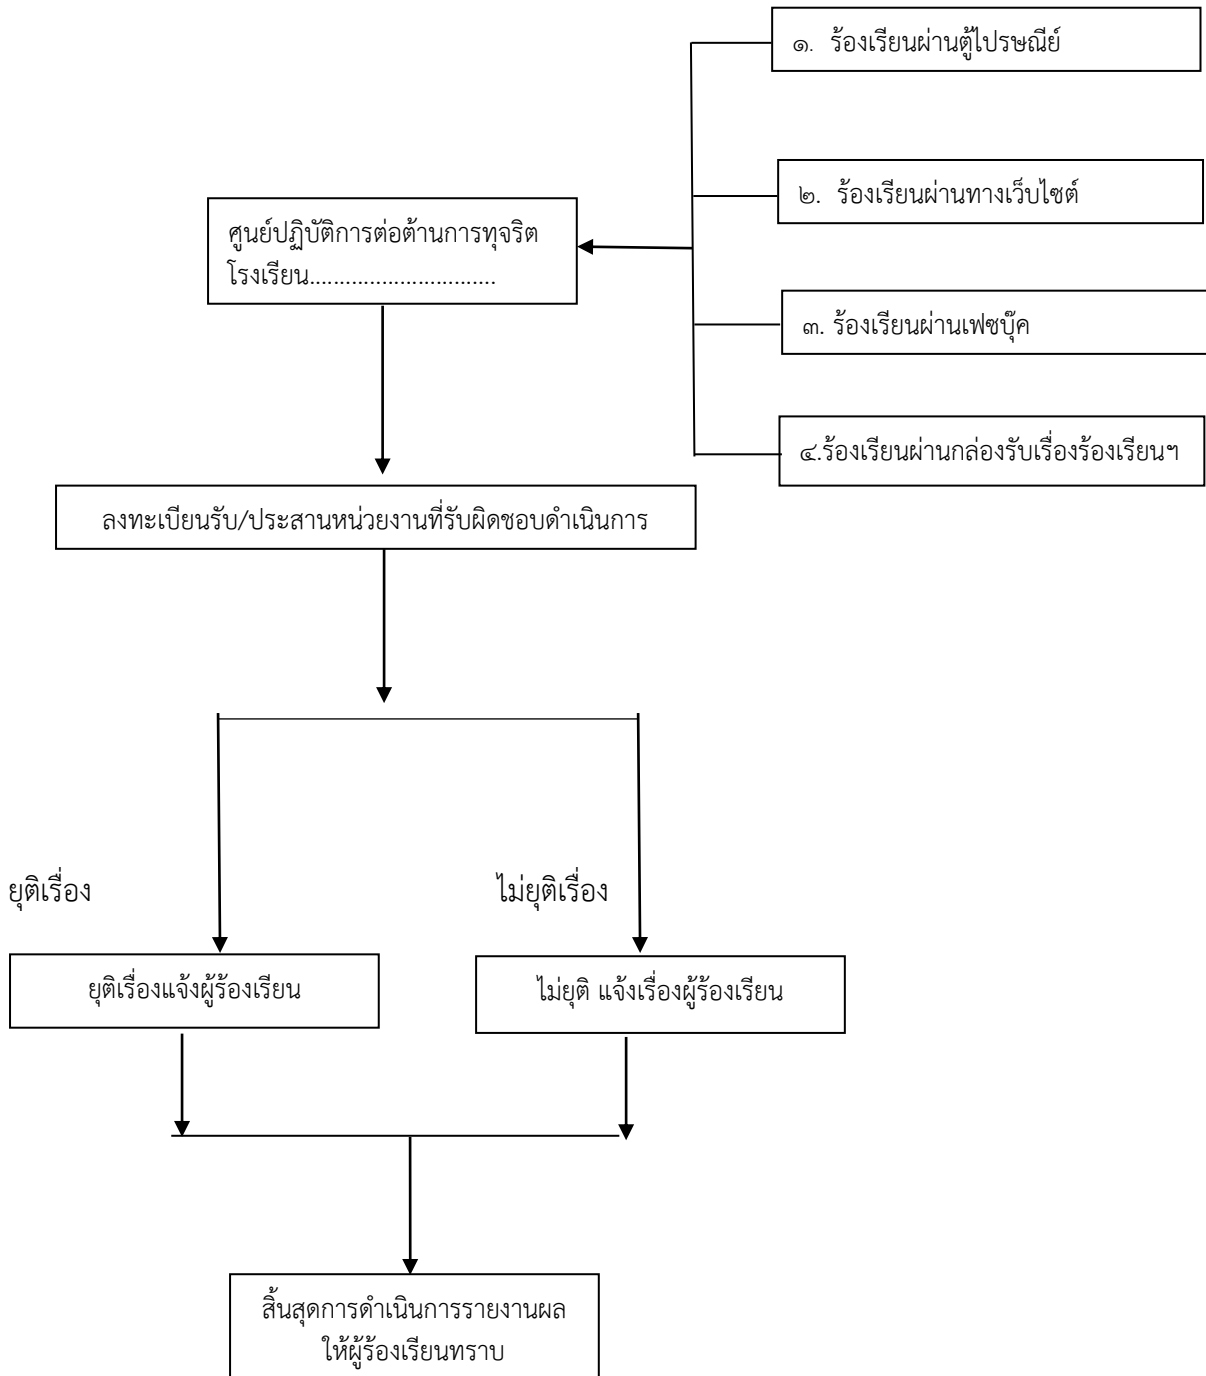 ๑. ร้องเรียนผ่านตู้ไปรษณีย์
๒. ร้องเรียนผ่านทางเว็บไซต์
ศูนย์ปฏิบัติการต่อต้านการทุจริต
โรงเรียน...............................
๓. ร้องเรียนผ่านเฟซบุ๊ค
๔.ร้องเรียนผ่านกล่องรับเรื่องร้องเรียนฯ
ลงทะเบียนรับ/ประสานหน่วยงานที่รับผิดชอบดำเนินการ
ยุติเรื่อง
ไม่ยุติเรื่อง
ยุติเรื่องแจ้งผู้ร้องเรียน
ไม่ยุติ แจ้งเรื่องผู้ร้องเรียน
สิ้นสุดการดำเนินการรายงานผล
ให้ผู้ร้องเรียนทราบ